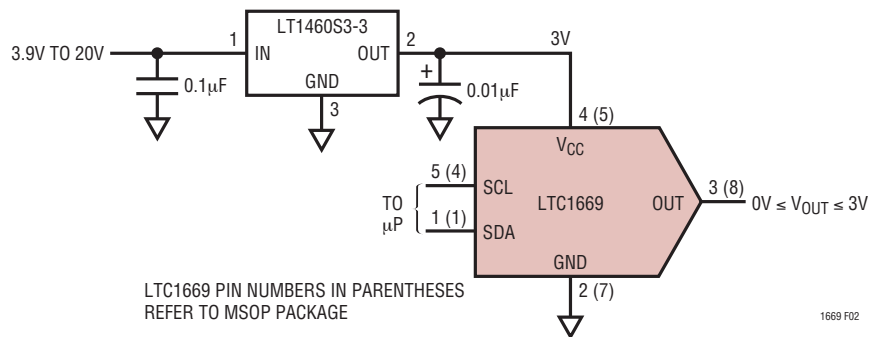 LT1460S3-3
3.9V TO 20V
1
IN
OUT
2
3V
GND
3
0.1µF
+
0.01µF
4 (5)
VCC
5 (4)
SCL
TO
µP
1 (1)
SDA
LTC1669
OUT
3 (8)
0V ≤ VOUT ≤ 3V
GND
2 (7)
LTC1669 PIN NUMBERS IN PARENTHESES
REFER TO MSOP PACKAGE
1669 F02